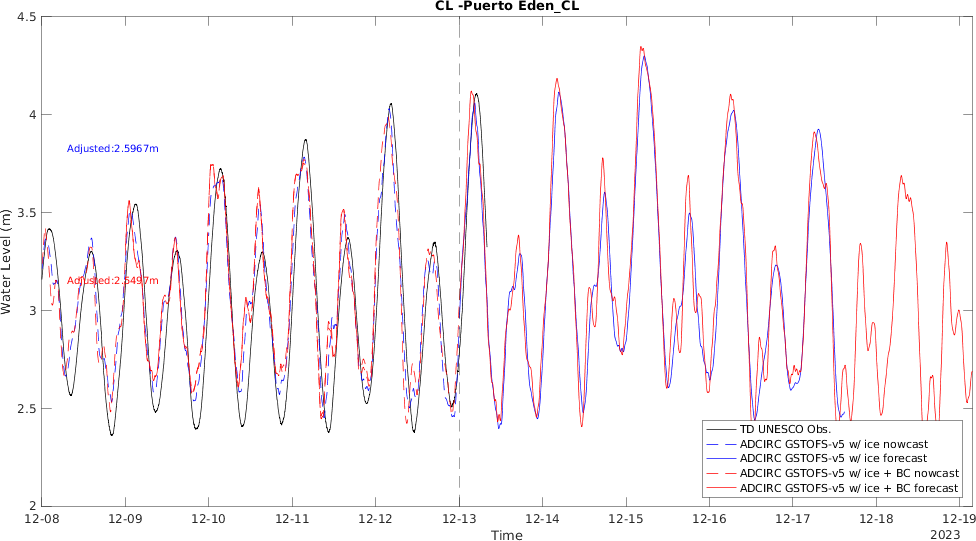 CL -Puerto Eden_CL
4.5
4
3.5
3
2.5
2
Water Level (m)
Adjusted:2.5967m
Adjusted:2.5497m
TD UNESCO Obs.
ADCIRC GSTOFS-v5 w/ ice nowcast
ADCIRC GSTOFS-v5 w/ ice forecast
ADCIRC GSTOFS-v5 w/ ice + BC nowcast
ADCIRC GSTOFS-v5 w/ ice + BC forecast
12-08 12-09 12-10 12-11 12-12 12-13 12-14 12-15 12-16 12-17 12-18 12-19
Time
2023